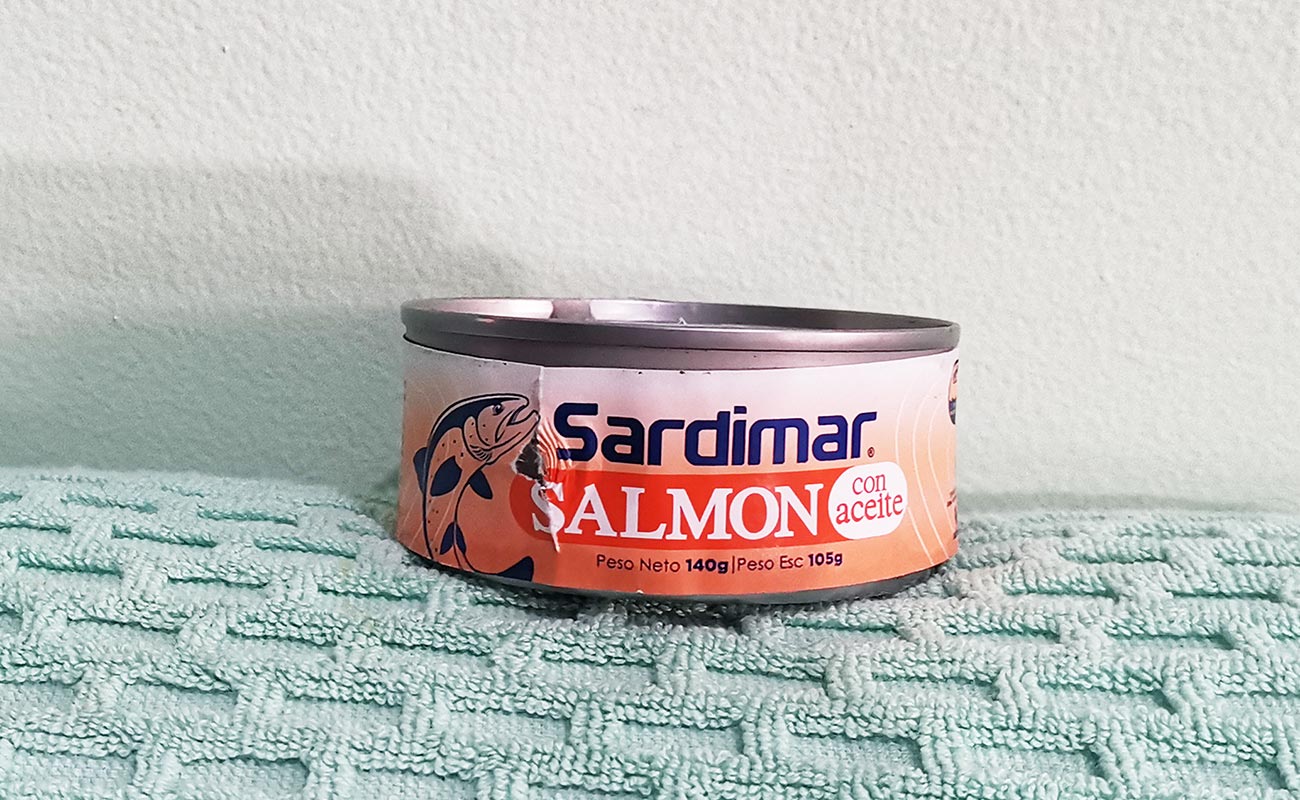 Sardimar®
SALMON
con
aceite
Peso Neto 140g|Peso Esc 105g